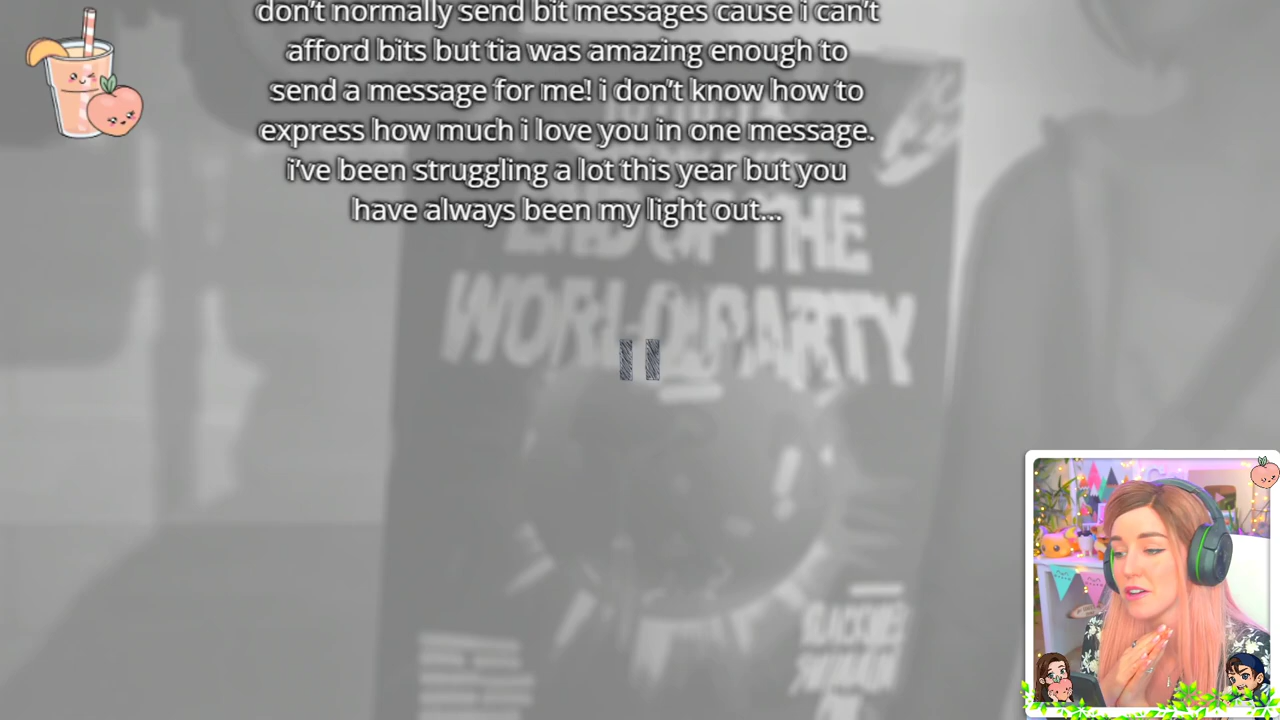 don't normally send bit messages cause i can't
afford bits but tia was amazing enough to
send a message for me! i don't know how to
express how much i love you in one message.
i've been struggling a lot this year but you
have always been my light out...
END OF THE
WORLD PARTY